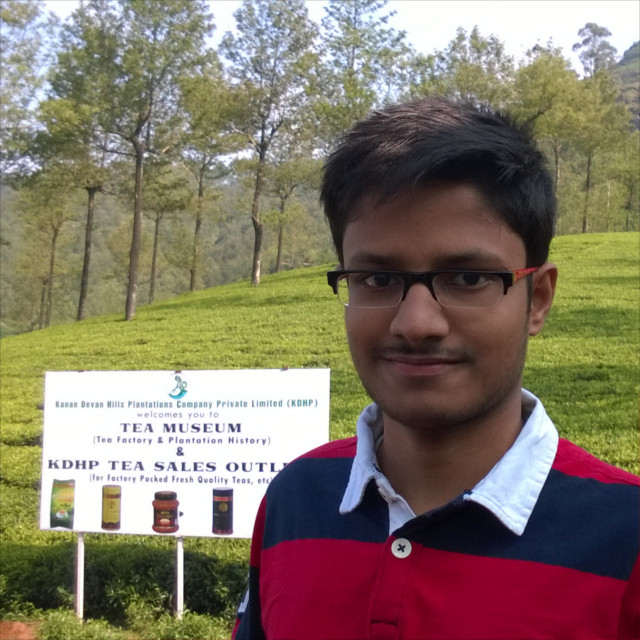 Kanan Devan Hills Plantations Company Private Limited (KDHP)
welcomes you to
TEA MUSEUM
(Tea Factory & Plantation History)
&
KDHP TEA SALES OUTL
(for Factory Packed Fresh Quality Teas, etc